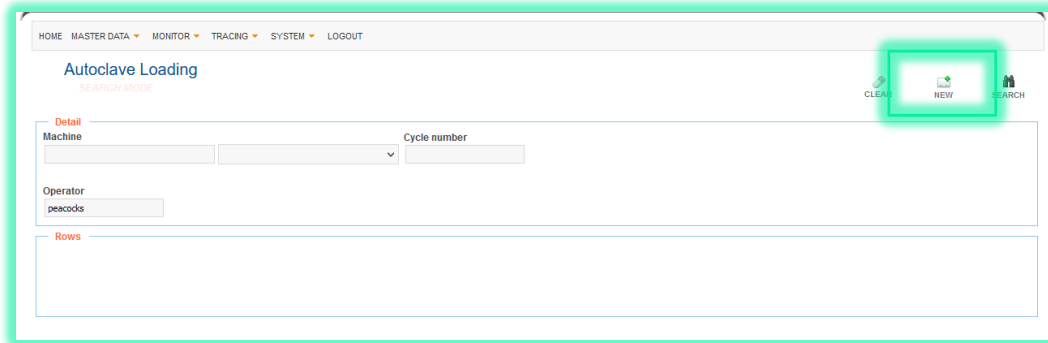 HOME MASTER DATA MONITOR TRACING SYSTEM LOGOUT
Autoclave Loading
SEARCH MODE
CLEAR NEW SEARCH
Detail
Machine Cycle number
Operator
peacocks
Rows